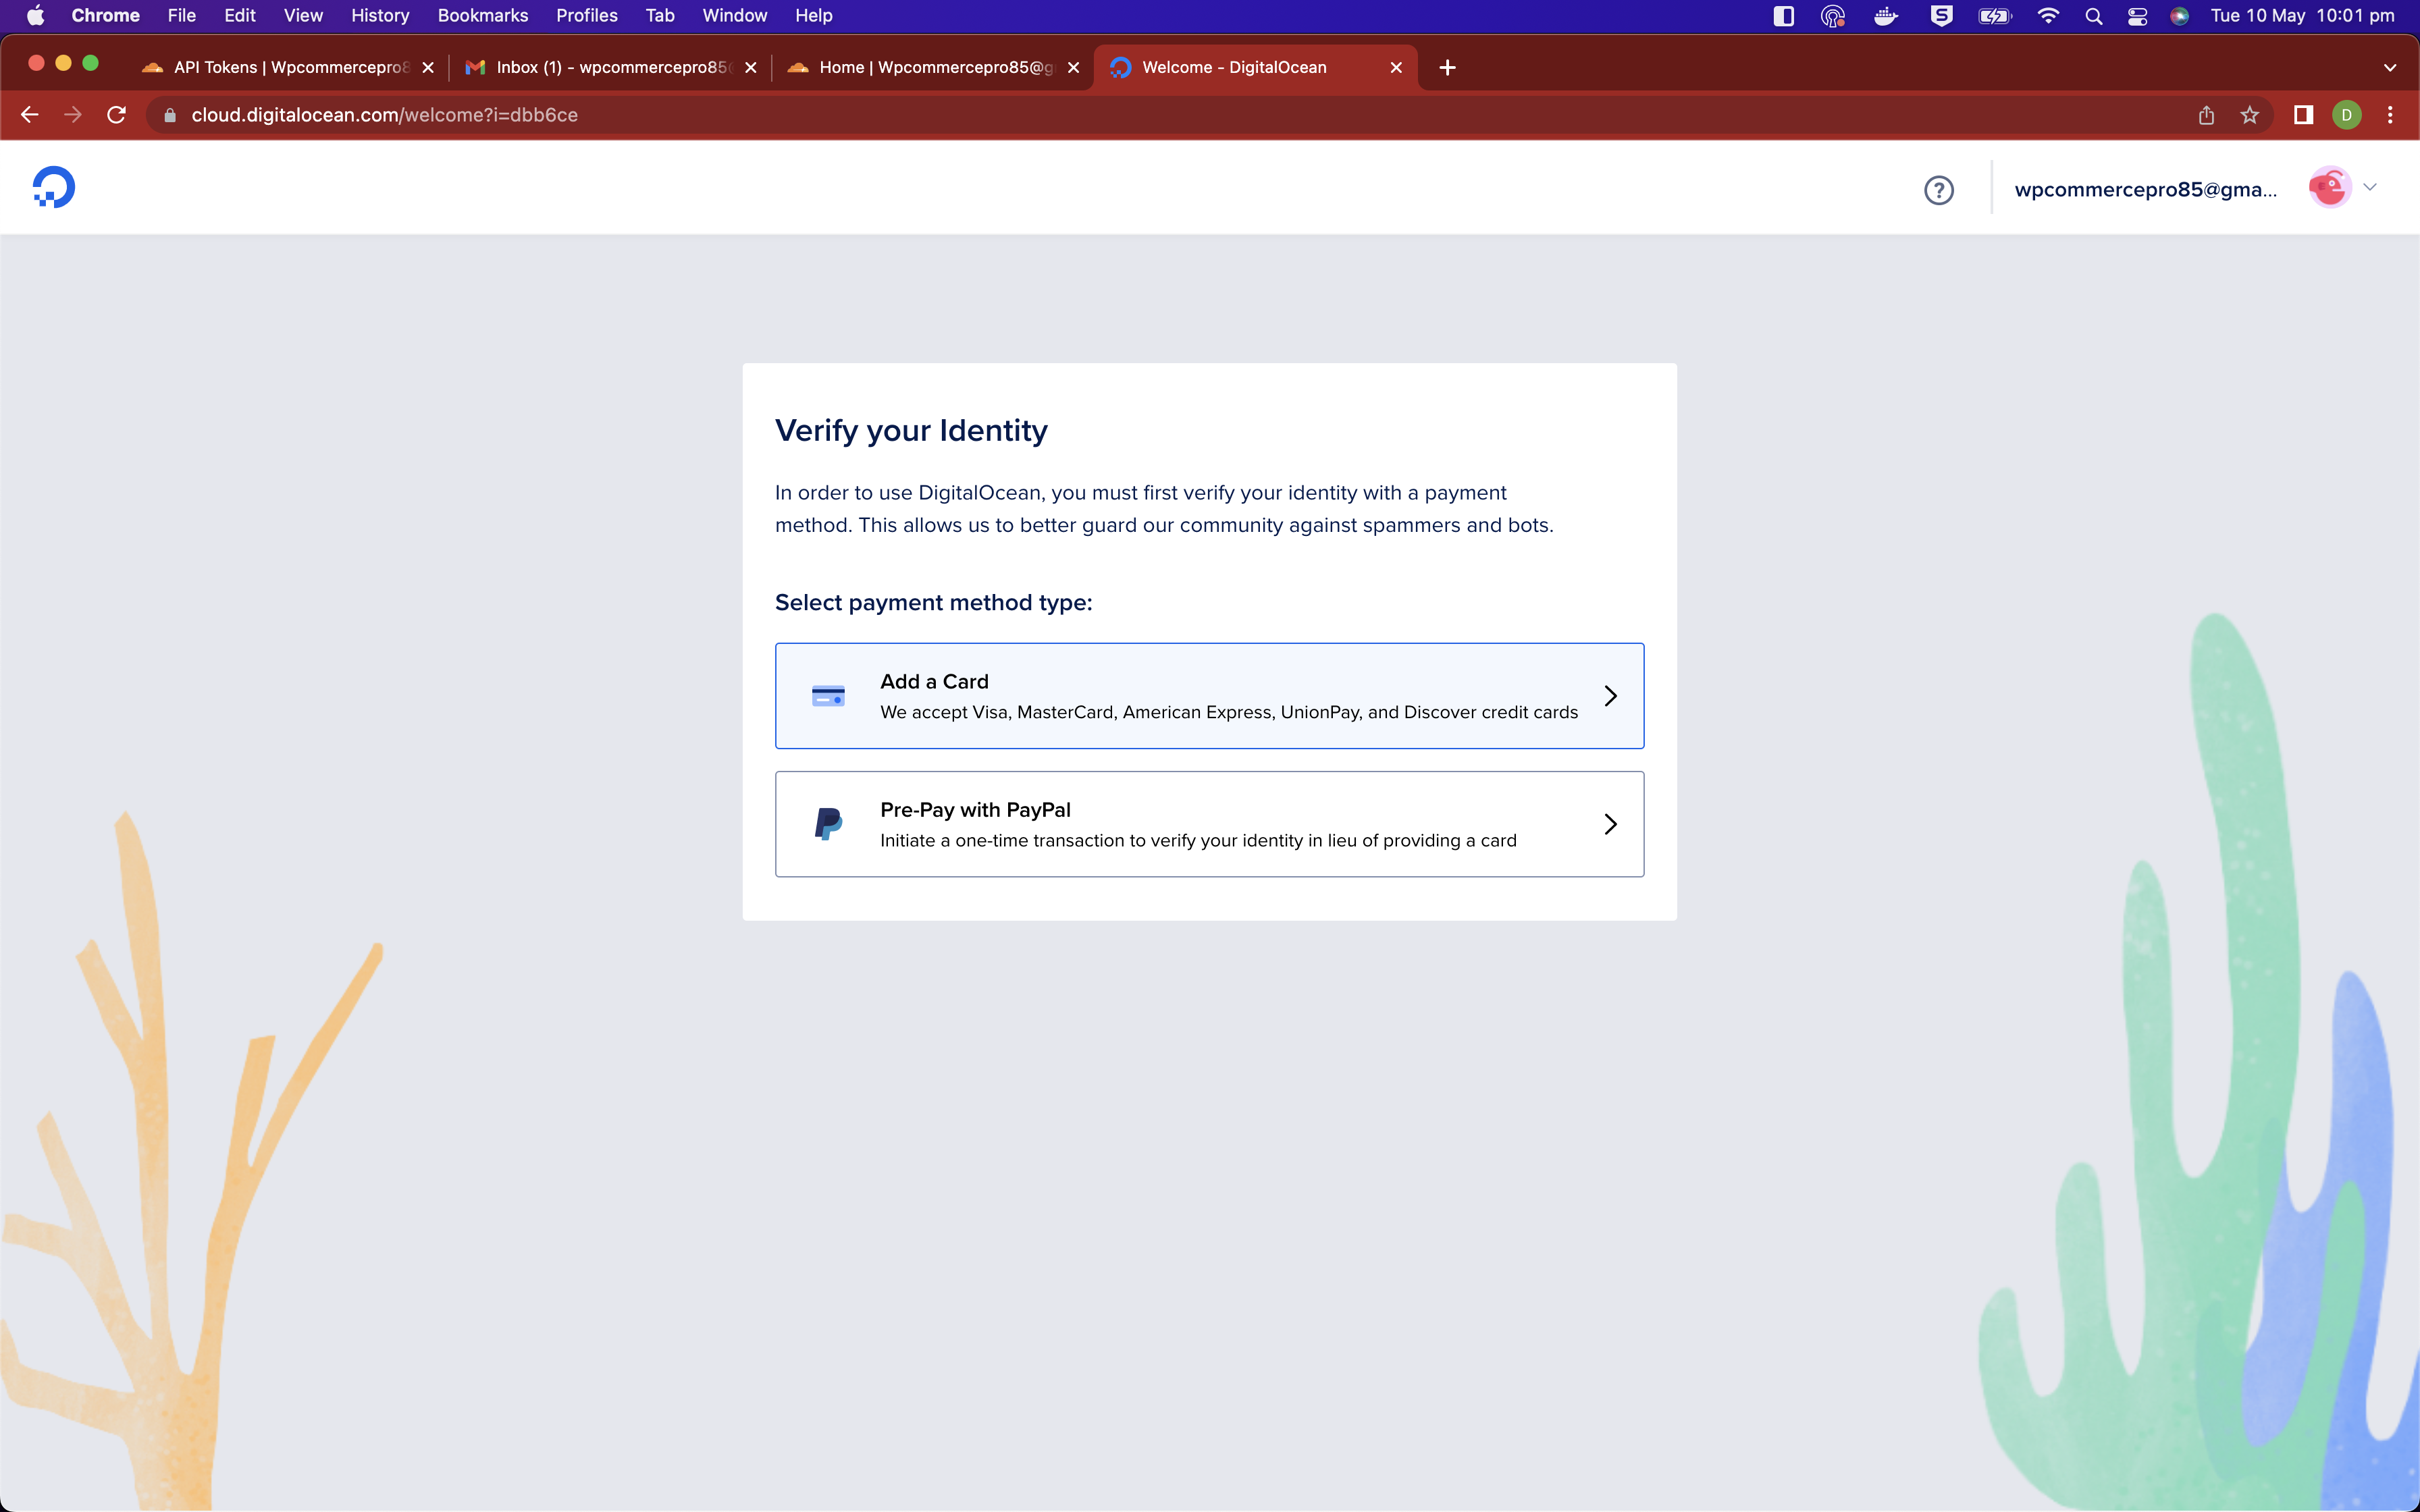 Chrome File Edit View History Bookmarks Profiles Tab Window Help Tue 10 May 10:01 pm
API Tokens | Wpcommercepro8 Inbox (1) - wpcommercepro85 Home | Wpcommercepro85@g Welcome - DigitalOcean
cloud.digitalocean.com/welcome?i=dbb6ce D
wpcommercepro85@gma...
Verify your Identity
In order to use DigitalOcean, you must first verify your identity with a payment
method. This allows us to better guard our community against spammers and bots.
Select payment method type:
Add a Card
We accept Visa, MasterCard, American Express, UnionPay, and Discover credit cards
Pre-Pay with PayPal
Initiate a one-time transaction to verify your identity in lieu of providing a card